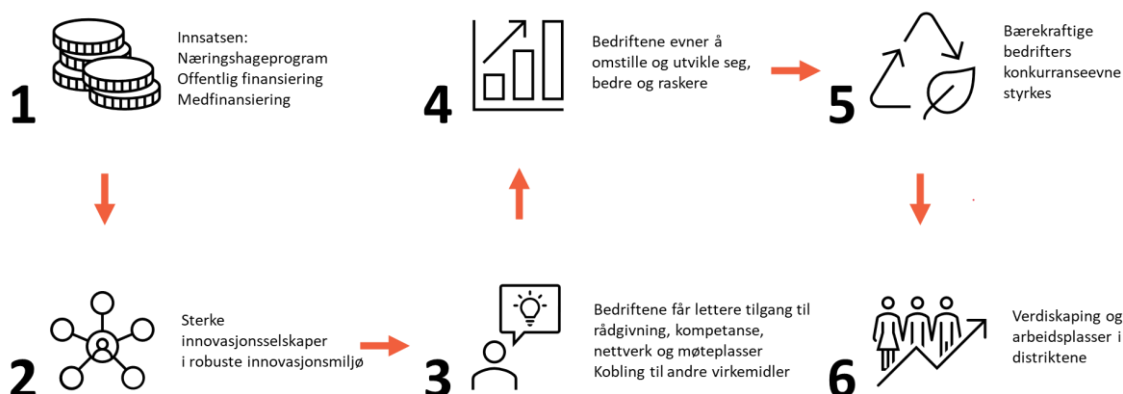 1
Innsatsen:
Næringshageprogram
Offentlig finansiering
Medfinansiering
2
Sterke
innovasjonsselskaper
i robuste innovasjonsmiljø
3
Bedriftene får lettere tilgang til
rådgivning, kompetanse,
nettverk og møteplasser
Kobling til andre virkemidler
4
Bedriftene evner å
omstille og utvikle seg,
bedre og raskere
5
Bærekraftige
bedrifters
konkurranseevne
styrkes
6
Verdiskaping og
arbeidsplasser i
distriktene